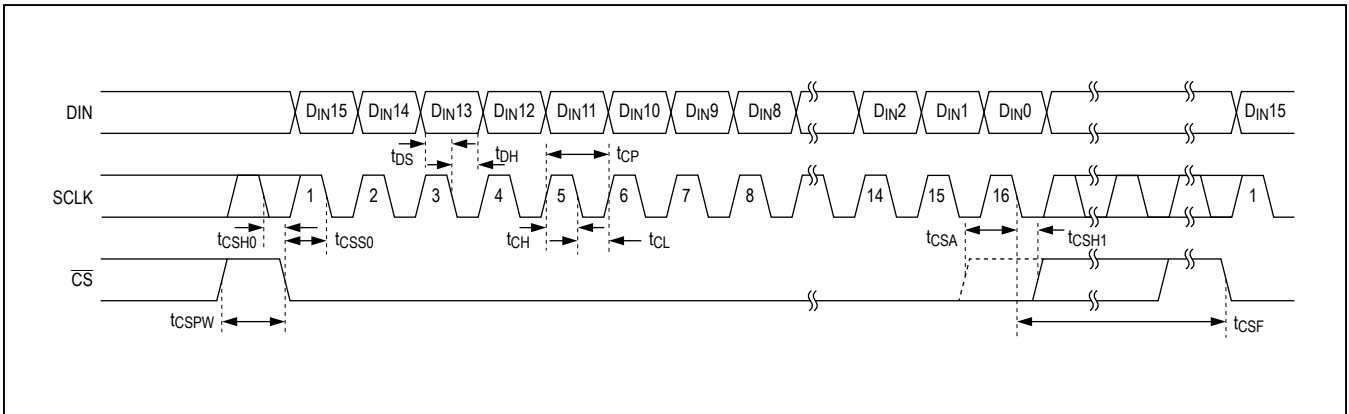 DIN DIN15 DIN14 DIN13 DIN12 DIN11 DIN10 DIN9 DIN8 DIN2 DIN1 DIN0 DIN15
tDS tDH tCP
SCLK 1 2 3 4 5 6 7 8 14 15 16 1
tCSH0 tCSS0 tCH tCL tCSA tCSH1
CS
tCSPW tCSF